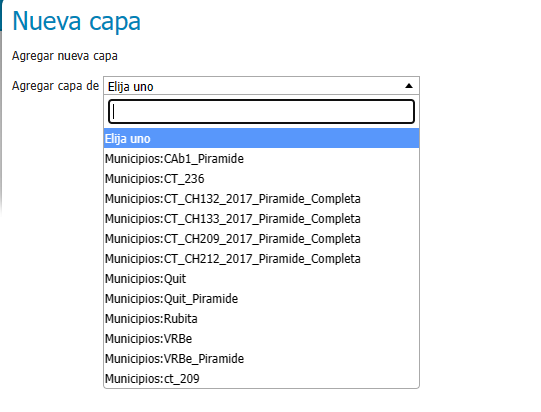 Nueva capa
Agregar nueva capa
Agregar capa de Elija uno
Elija uno
Municipios:CAb1_Piramide
Municipios:CT_236
Municipios:CT_CH132_2017_Piramide_Completa
Municipios:CT_CH133_2017_Piramide_Completa
Municipios:CT_CH209_2017_Piramide_Completa
Municipios:CT_CH212_2017_Piramide_Completa
Municipios:Quit
Municipios:Quit_Piramide
Municipios:Rubita
Municipios:VRBe
Municipios:VRBe_Piramide
Municipios:ct_209